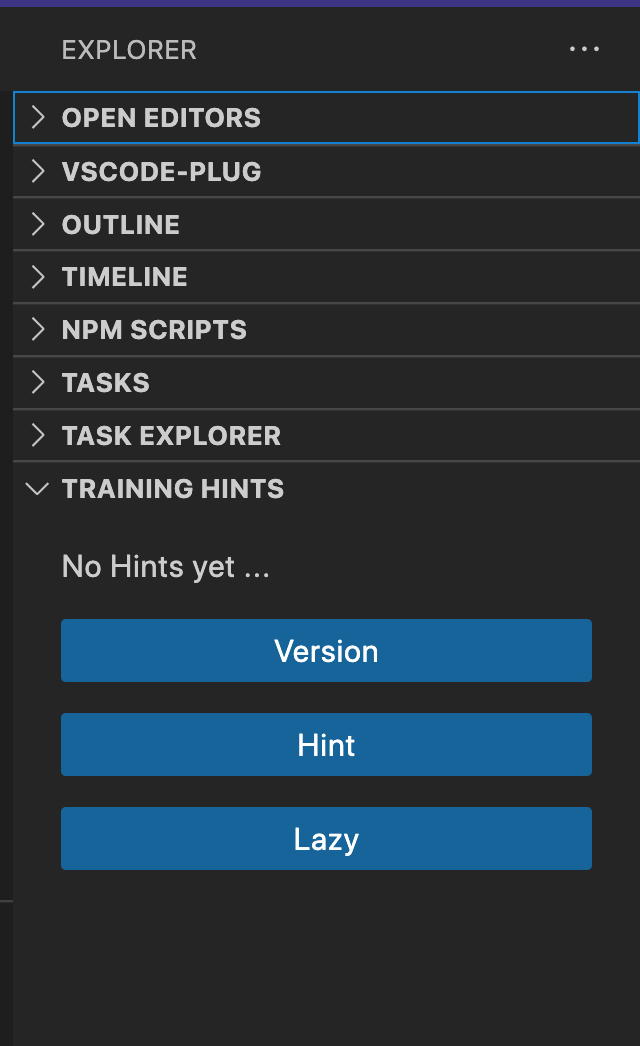 EXPLORER
OPEN EDITORS
VSCODE-PLUG
OUTLINE
TIMELINE
NPM SCRIPTS
TASKS
TASK EXPLORER
TRAINING HINTS
No Hints yet ...
Version
Hint
Lazy